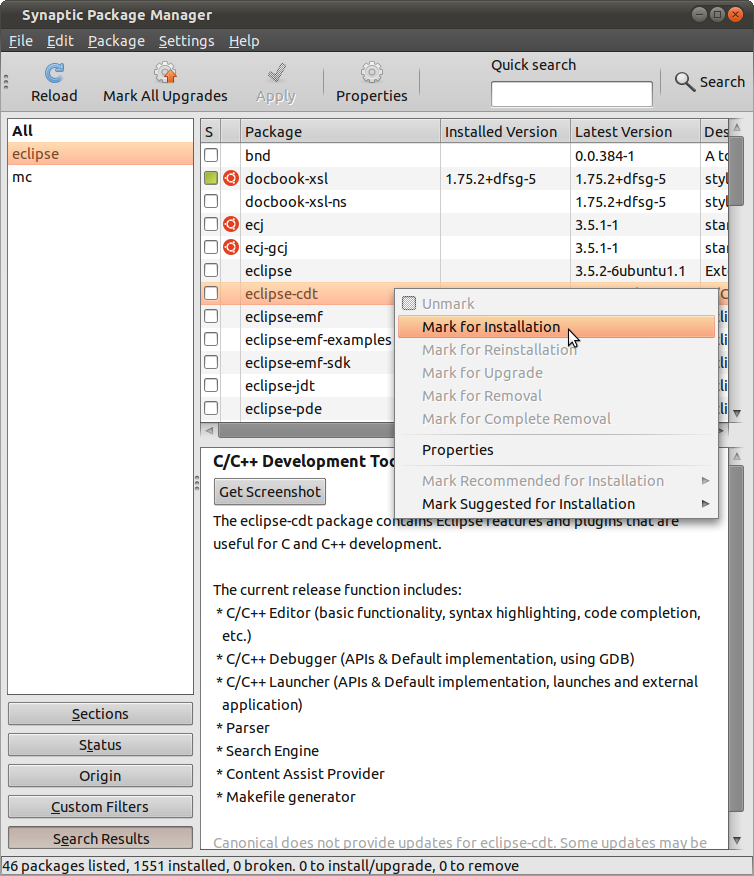 Synaptic Package Manager
File Edit Package Settings Help
Reload Mark All Upgrades Apply Properties Quick search Search
All
eclipse
mc
S Package Installed Version Latest Version Des
bnd 0.0.384-1 A to
docbook-xsl 1.75.2+dfsg-5 1.75.2+dfsg-5 styl
docbook-xsl-ns 1.75.2+dfsg-5 styl
ecj 3.5.1-1 star
ecj-gcj 3.5.1-1 star
eclipse 3.5.2-6ubuntu1.1 Exte
eclipse-cdt
eclipse-emf
eclipse-emf-examples
eclipse-emf-sdk
eclipse-jdt
eclipse-pde
Unmark
Mark for Installation
Mark for Reinstallation
Mark for Upgrade
Mark for Removal
Mark for Complete Removal
Properties
Mark Recommended for Installation
Mark Suggested for Installation
C/C++ Development Too
Get Screenshot
The eclipse-cdt package contains Eclipse features and plugins that are
useful for C and C++ development.
The current release function includes:
* C/C++ Editor (basic functionality, syntax highlighting, code completion,
etc.)
* C/C++ Debugger (APIs & Default implementation, using GDB)
* C/C++ Launcher (APIs & Default implementation, launches and external
application)
* Parser
* Search Engine
* Content Assist Provider
* Makefile generator
Canonical does not provide updates for eclipse-cdt. Some updates may be
Sections
Status
Origin
Custom Filters
Search Results
46 packages listed, 1551 installed, 0 broken. 0 to install/upgrade, 0 to remove